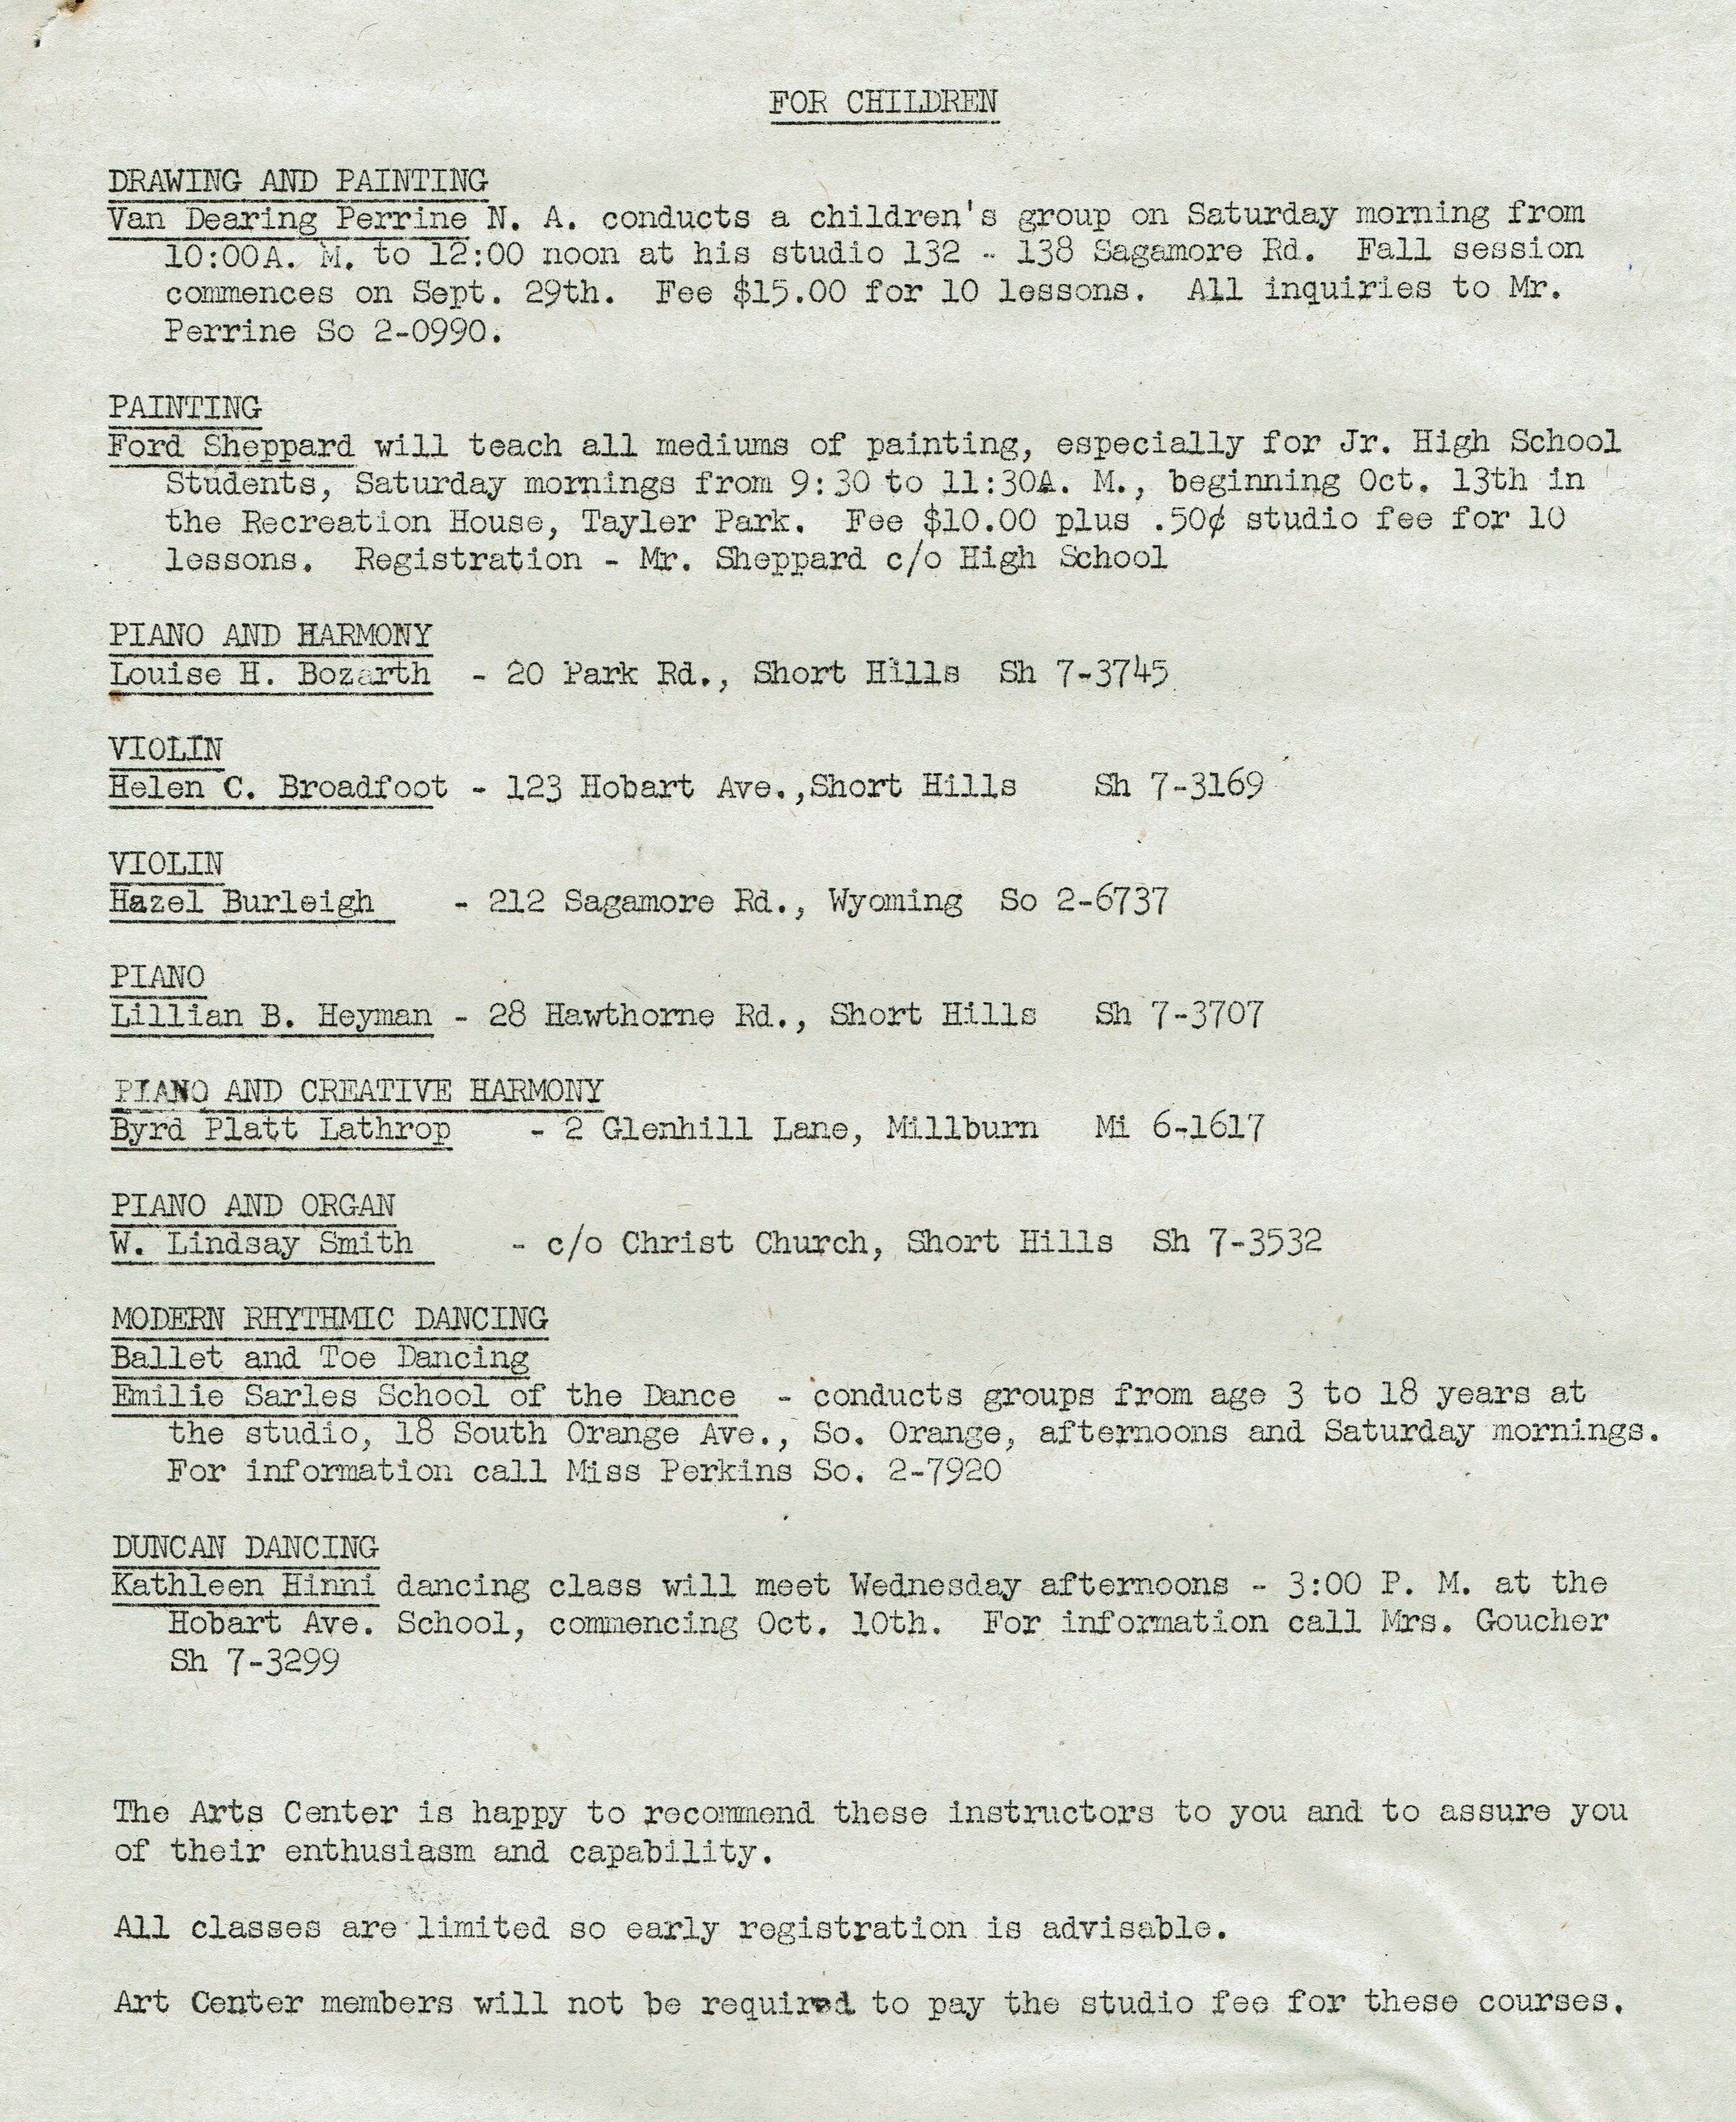 FOR CHILDREN
DRAWING AND PAINTING
Van Dearing Perrine N. A. conducts a children's group on Saturday morning from
10:00A. M. to 12:00 noon at his studio 132 - 138 Sagamore Rd. Fall session
commences on Sept. 29th. Fee $15.00 for 10 lessons. All inquiries to Mr.
Perrine So 2-0990.
PAINTING
Ford Sheppard will teach all mediums of painting, especially for Jr. High School
Students, Saturday mornings from 9:30 to 11:30A. M., beginning Oct. 13th in
the Recreation House, Tayler Park. Fee $10.00 plus .50¢ studio fee for 10
lessons. Registration - Mr. Sheppard c/o High School
PIANO AND HARMONY
Louise H. Bozarth - 20 Park Rd., Short Hills Sh 7-3745
VIOLIN
Helen C. Broadfoot - 123 Hobart Ave.,Short Hills Sh 7-3169
VIOLIN
Hazel Burleigh - 212 Sagamore Rd., Wyoming So 2-6737
PIANO
Lillian B. Heyman - 28 Hawthorne Rd., Short Hills Sh 7-3707
PIANO AND CREATIVE HARMONY
Byrd Platt Lathrop - 2 Glenhill Lane, Millburn Mi 6-1617
PIANO AND ORGAN
W. Lindsay Smith - c/o Christ Church, Short Hills Sh 7-3532
MODERN RHYTHMIC DANCING
Ballet and Toe Dancing
Emilie Sarles School of the Dance - conducts groups from age 3 to 18 years at
the studio, 18 South Orange Ave., So. Orange, afternoons and Saturday mornings.
For information call Miss Perkins So. 2-7920
DUNCAN DANCING
Kathleen Hinni dancing class will meet Wednesday afternoons - 3:00 P. M. at the
Hobart Ave. School, commencing Oct. 10th. For information call Mrs. Goucher
Sh 7-3299
The Arts Center is happy to recommend these instructors to you and to assure you
of their enthusiasm and capability.
All classes are limited so early registration is advisable.
Art Center members will not be required to pay the studio fee for these courses.